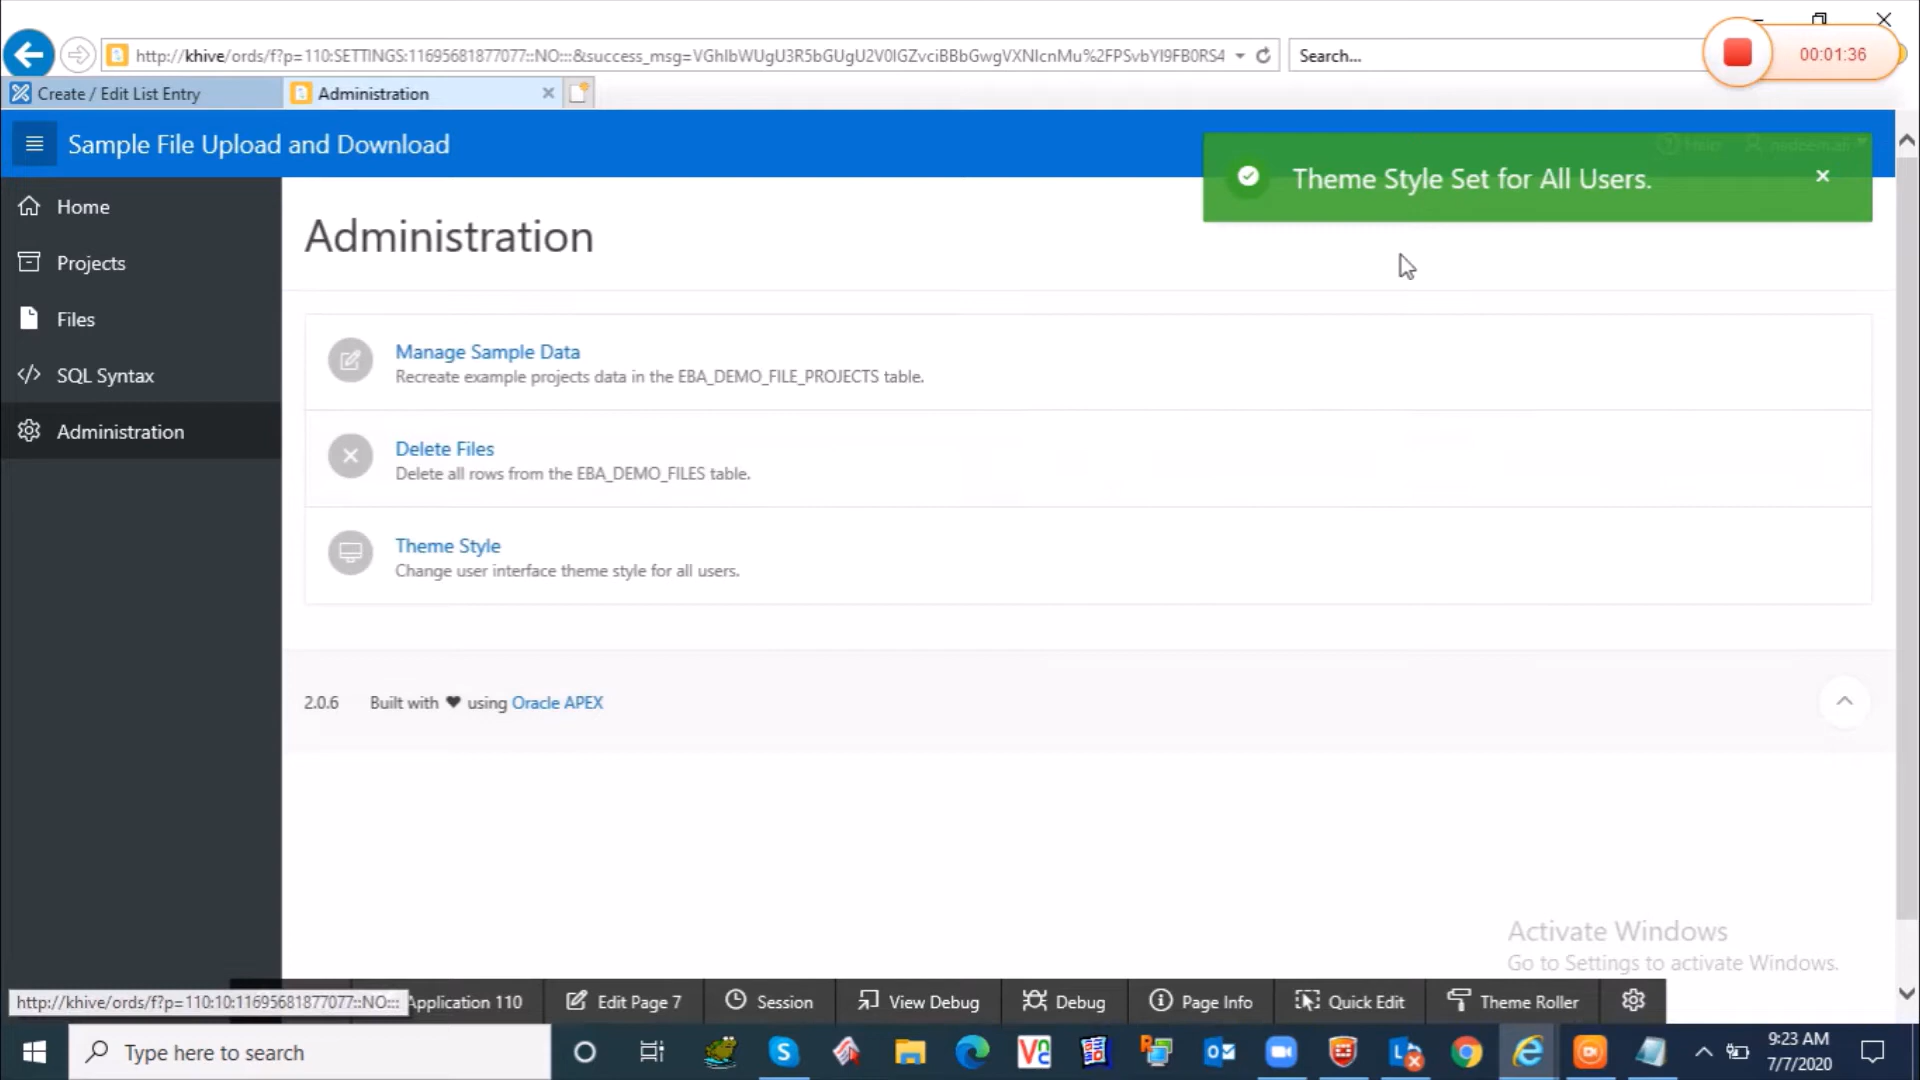 http://khive/ords/f?p=110:SETTINGS:11695681877077::NO:::&success_msg=VGhlbWUgU3R5bGUgU2V0IGZvciBBbGwgVXNlcnMu%2FPSvbYI9FB0RS4
Search...
00:01:36
Create / Edit List Entry
Administration
Sample File Upload and Download
Help
Theme Style Set for All Users.
Home
Projects
Files
SQL Syntax
Administration
Administration
Manage Sample Data
Recreate example projects data in the EBA_DEMO_FILE_PROJECTS table.
Delete Files
Delete all rows from the EBA_DEMO_FILES table.
Theme Style
Change user interface theme style for all users.
2.0.6 Built with ♥ using Oracle APEX
Activate Windows
Go to Settings to activate Windows.
http://khive/ords/f?p=110:10:11695681877077::NO:::
Application 110
Edit Page 7
Session
View Debug
Debug
Page Info
Quick Edit
Theme Roller
Type here to search
9:23 AM
7/7/2020